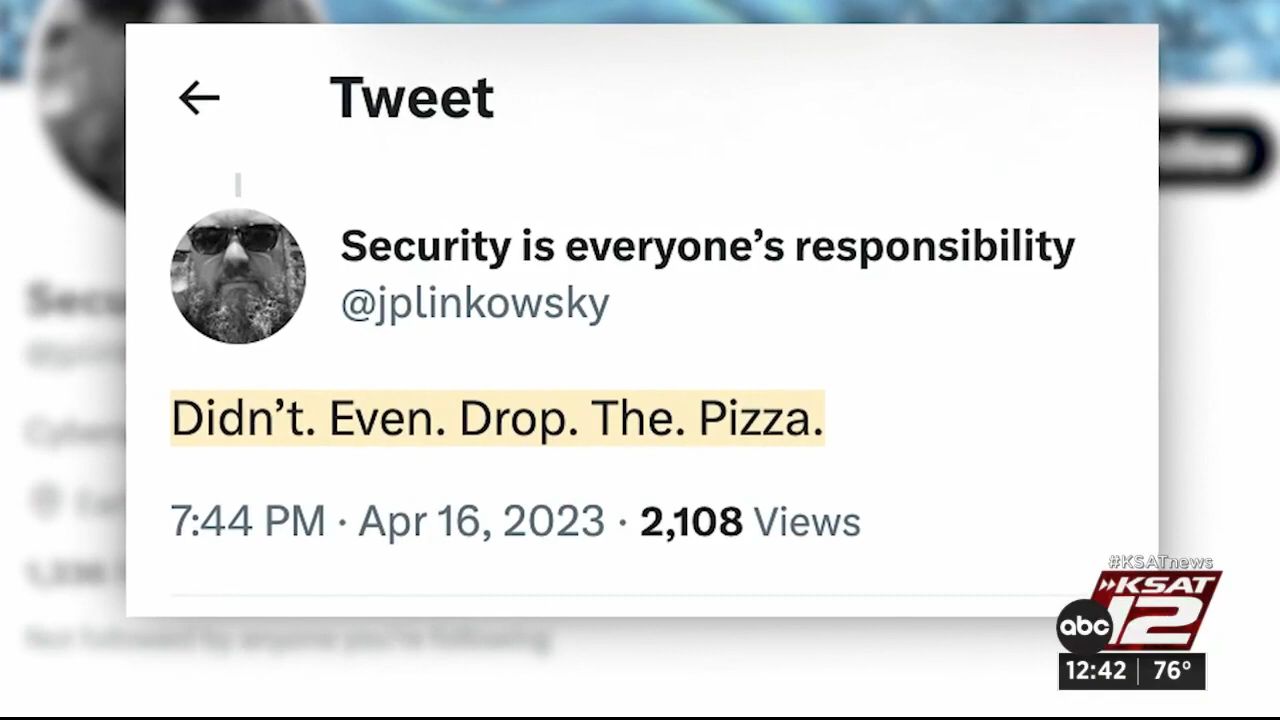 Tweet
Security is everyone's responsibility
@jplinkowsky
Didn't. Even. Drop. The. Pizza.
7:44 PM · Apr 16, 2023 · 2,108 Views
#KSATnews
KSAT
abc 12
12:42 | 76°